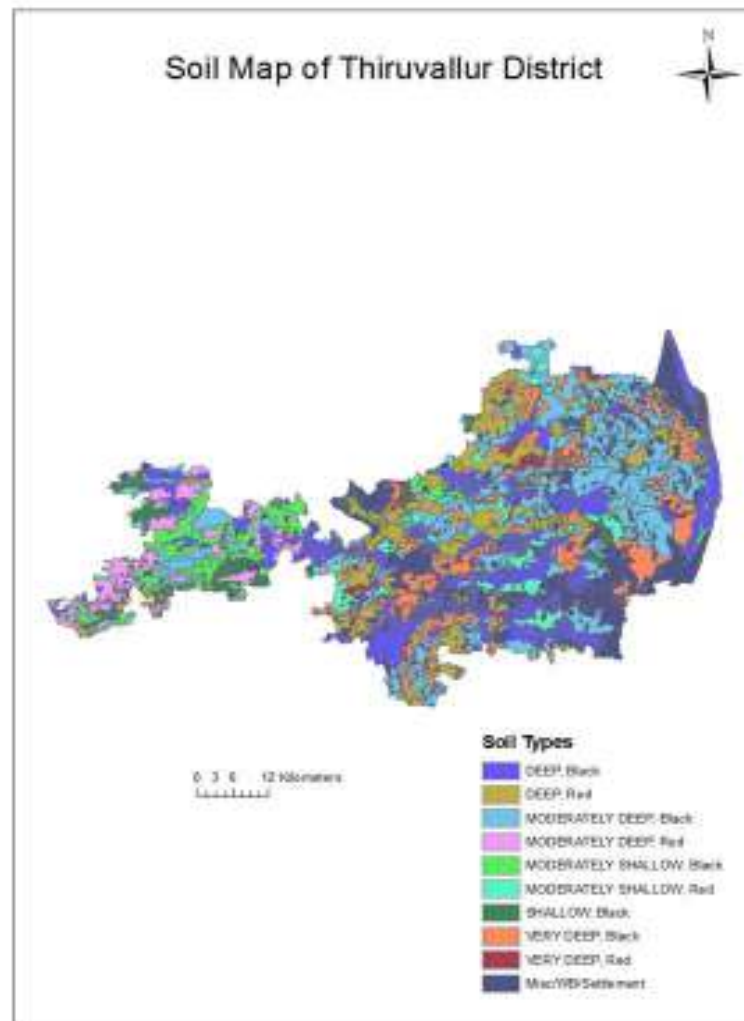 N
Soil Map of Thiruvallur District
0 3 6 12 Kilometers
Soil Types
DEEP, Black
DEEP, Red
MODERATELY DEEP, Black
MODERATELY DEEP, Red
MODERATELY SHALLOW, Black
MODERATELY SHALLOW, Red
SHALLOW, Black
VERY DEEP, Black
VERY DEEP, Red
Misc/WB/Settlement